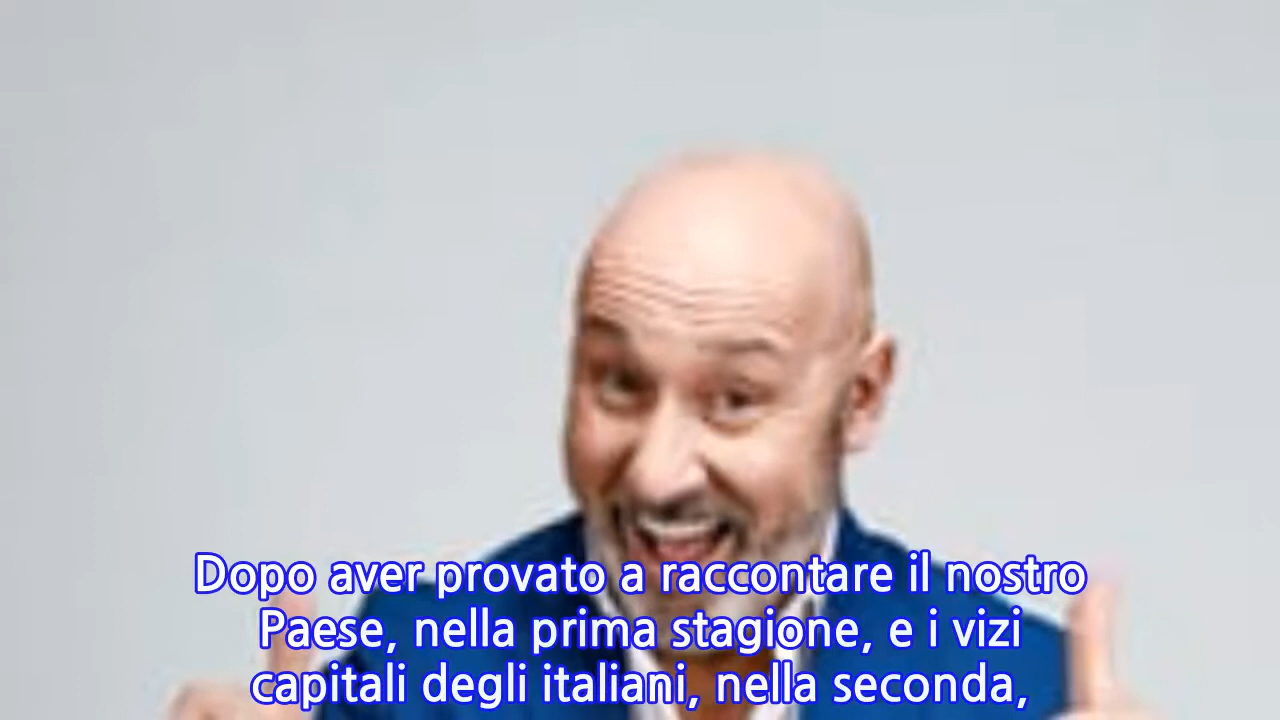 Dopo aver provato a raccontare il nostro
Paese, nella prima stagione, e i vizi
capitali degli italiani, nella seconda,